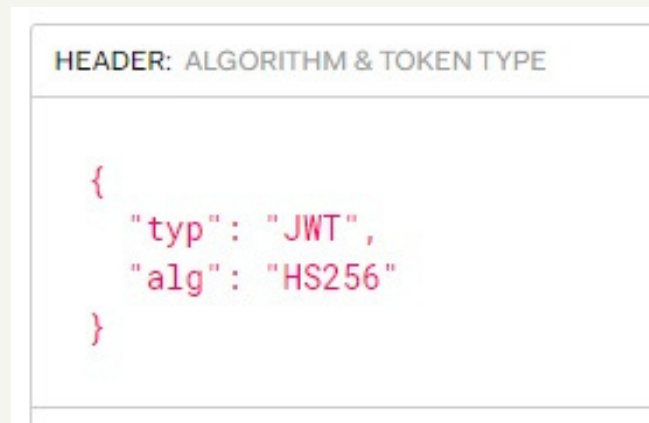 HEADER: ALGORITHM & TOKEN TYPE
{
"typ": "JWT",
"alg": "HS256"
}